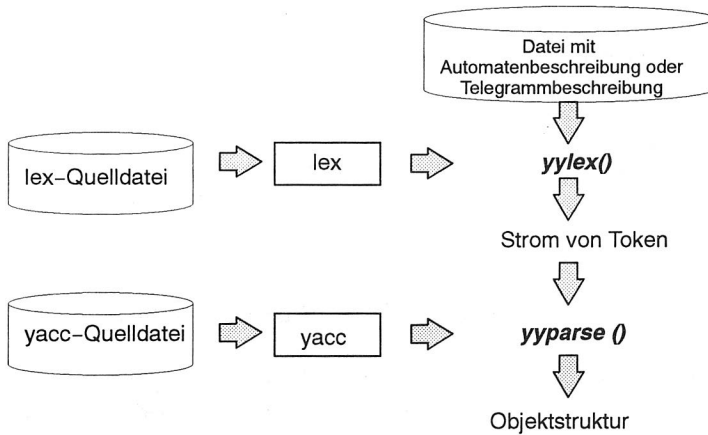 Datei mit
Automatenbeschreibung oder
Telegrammbeschreibung
lex-Quelldatei
lex
yylex()
Strom von Token
yacc-Quelldatei
yacc
yyparse ()
Objektstruktur